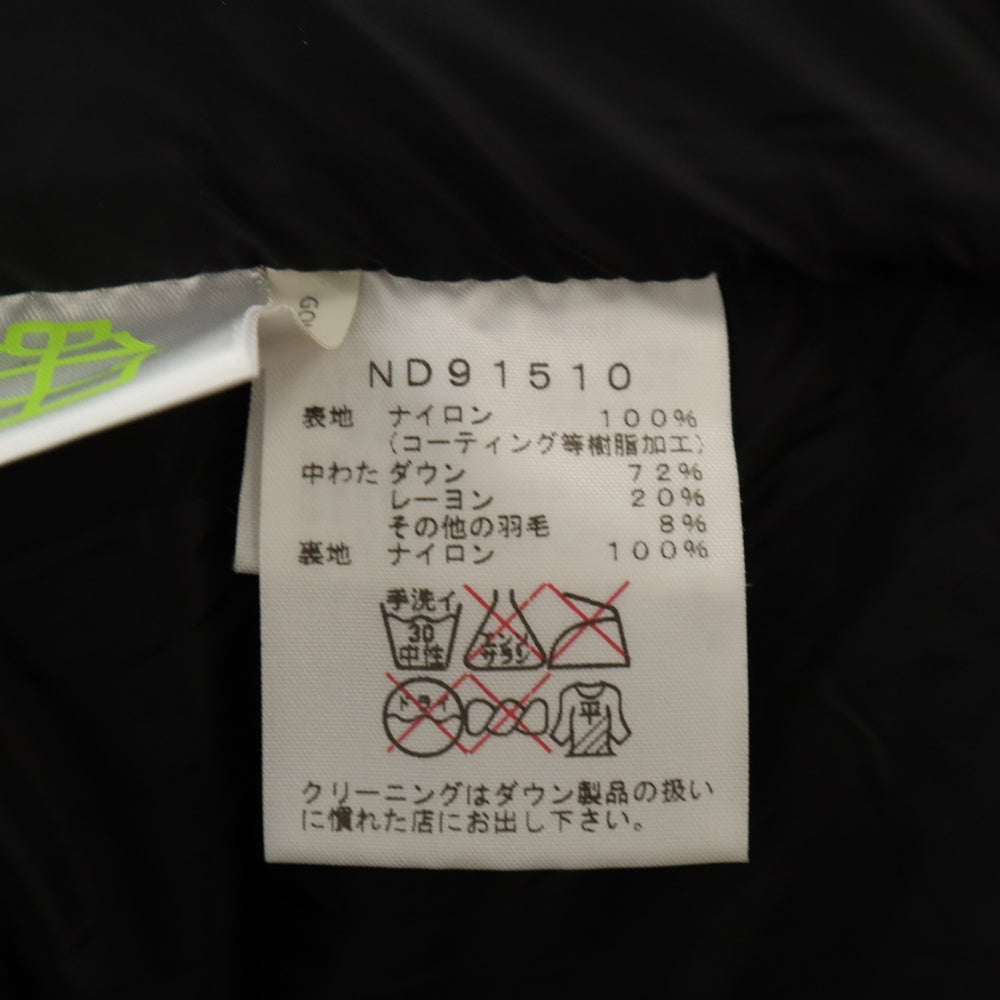 GO
ND91510
表地 ナイロン 100%
(コーティング等樹脂加工)
中わた ダウン 72%
レーヨン 20%
その他の羽毛 8%
裏地 ナイロン 100%
手洗イ
30
中性
エンソ
サラシ
ドライ
平
クリーニングはダウン製品の扱い
に慣れた店にお出し下さい。